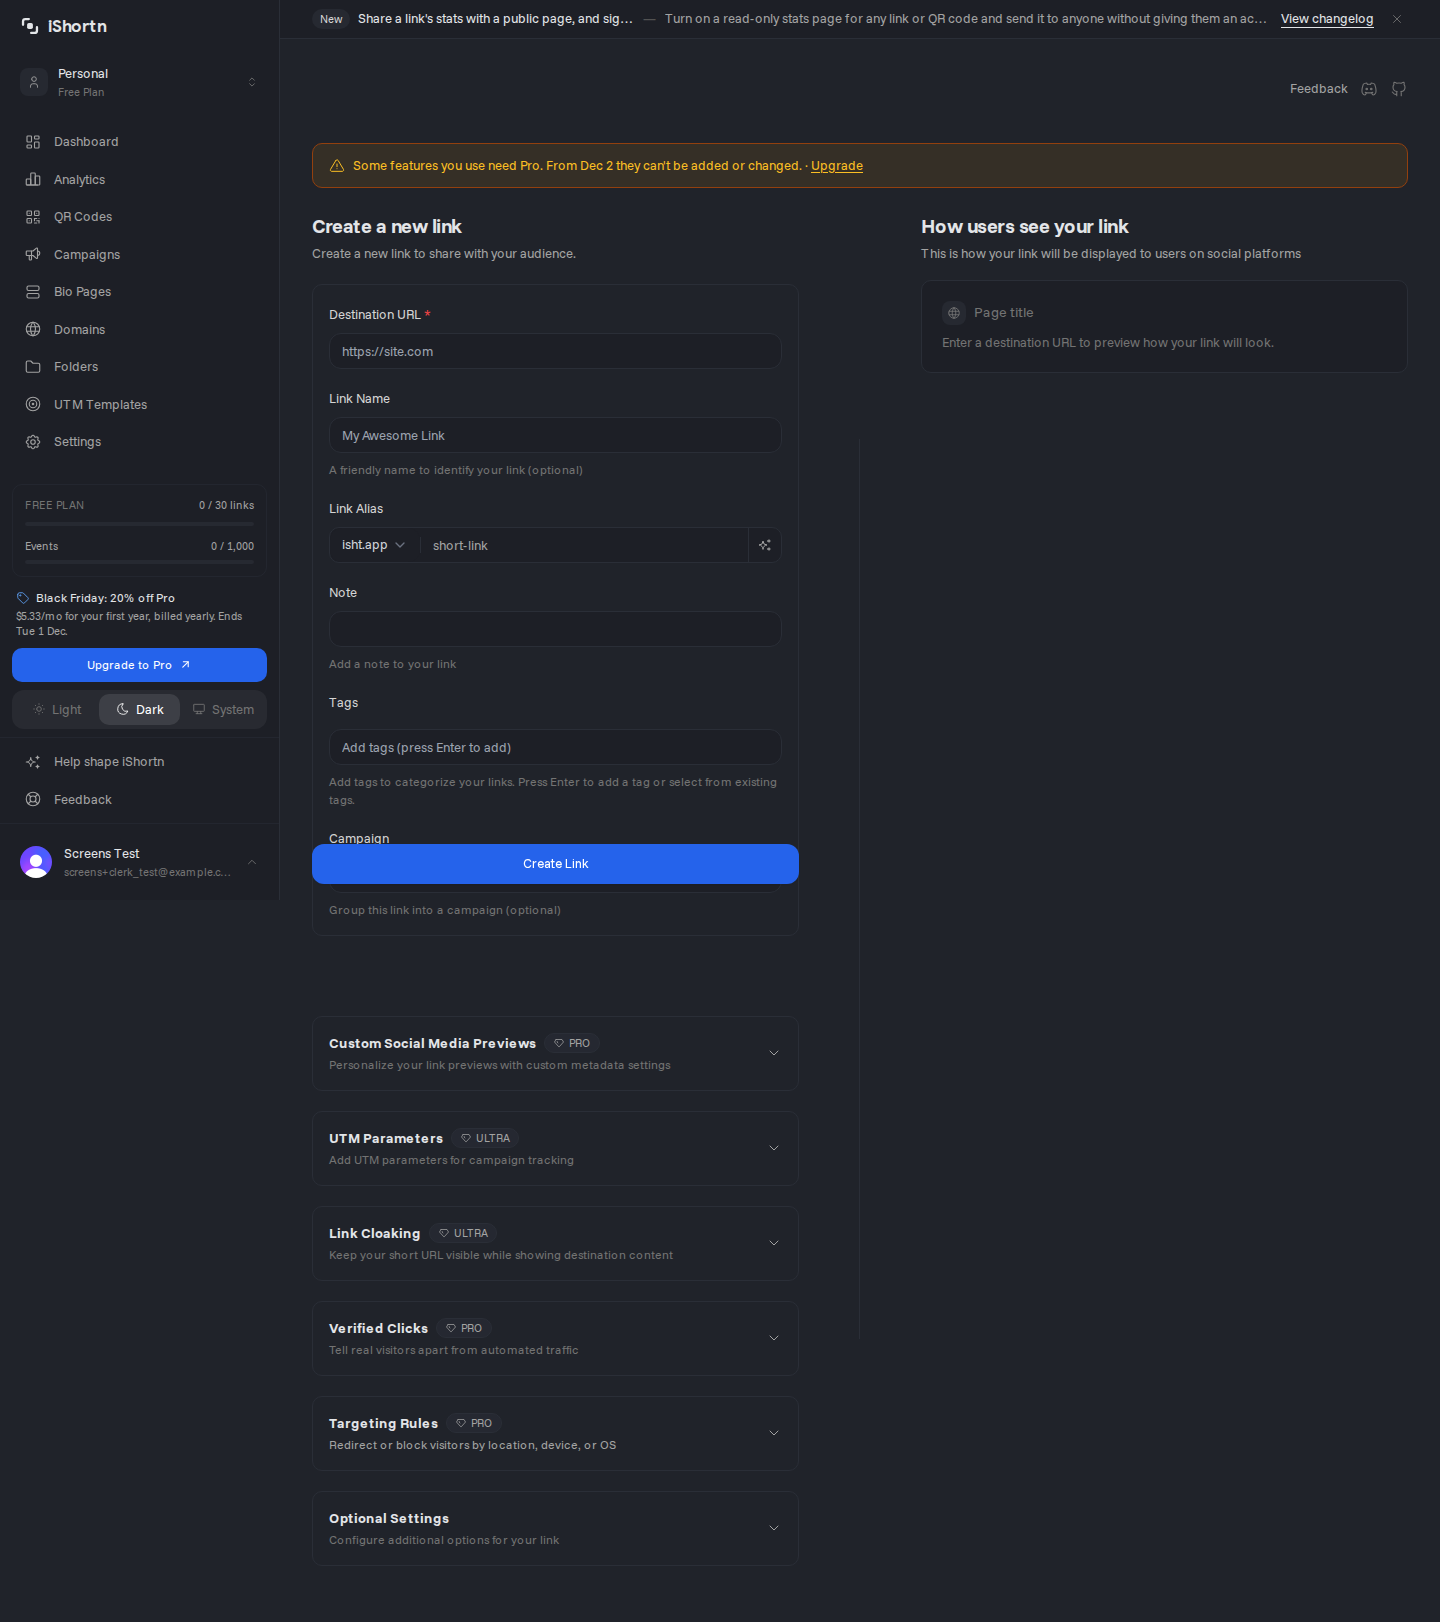 iShortn
Personal
Free Plan
Dashboard
Analytics
QR Codes
Campaigns
Bio Pages
Domains
Folders
UTM Templates
Settings
FREE PLAN 0 / 30 links
Events 0 / 1,000
Black Friday: 20% off Pro
$5.33/mo for your first year, billed yearly. Ends
Tue 1 Dec.
Upgrade to Pro
Light Dark System
Help shape iShortn
Feedback
Screens Test
screens+clerk_test@example.c...
New Share a link's stats with a public page, and sig... — Turn on a read-only stats page for any link or QR code and send it to anyone without giving them an ac... View changelog
Feedback
Some features you use need Pro. From Dec 2 they can't be added or changed. · Upgrade
Create a new link
Create a new link to share with your audience.
Destination URL *
https://site.com
Link Name
My Awesome Link
A friendly name to identify your link (optional)
Link Alias
isht.app short-link
Note
Add a note to your link
Tags
Add tags (press Enter to add)
Add tags to categorize your links. Press Enter to add a tag or select from existing
tags.
Campaign
Create Link
Group this link into a campaign (optional)
Custom Social Media Previews PRO
Personalize your link previews with custom metadata settings
UTM Parameters ULTRA
Add UTM parameters for campaign tracking
Link Cloaking ULTRA
Keep your short URL visible while showing destination content
Verified Clicks PRO
Tell real visitors apart from automated traffic
Targeting Rules PRO
Redirect or block visitors by location, device, or OS
Optional Settings
Configure additional options for your link
How users see your link
This is how your link will be displayed to users on social platforms
Page title
Enter a destination URL to preview how your link will look.